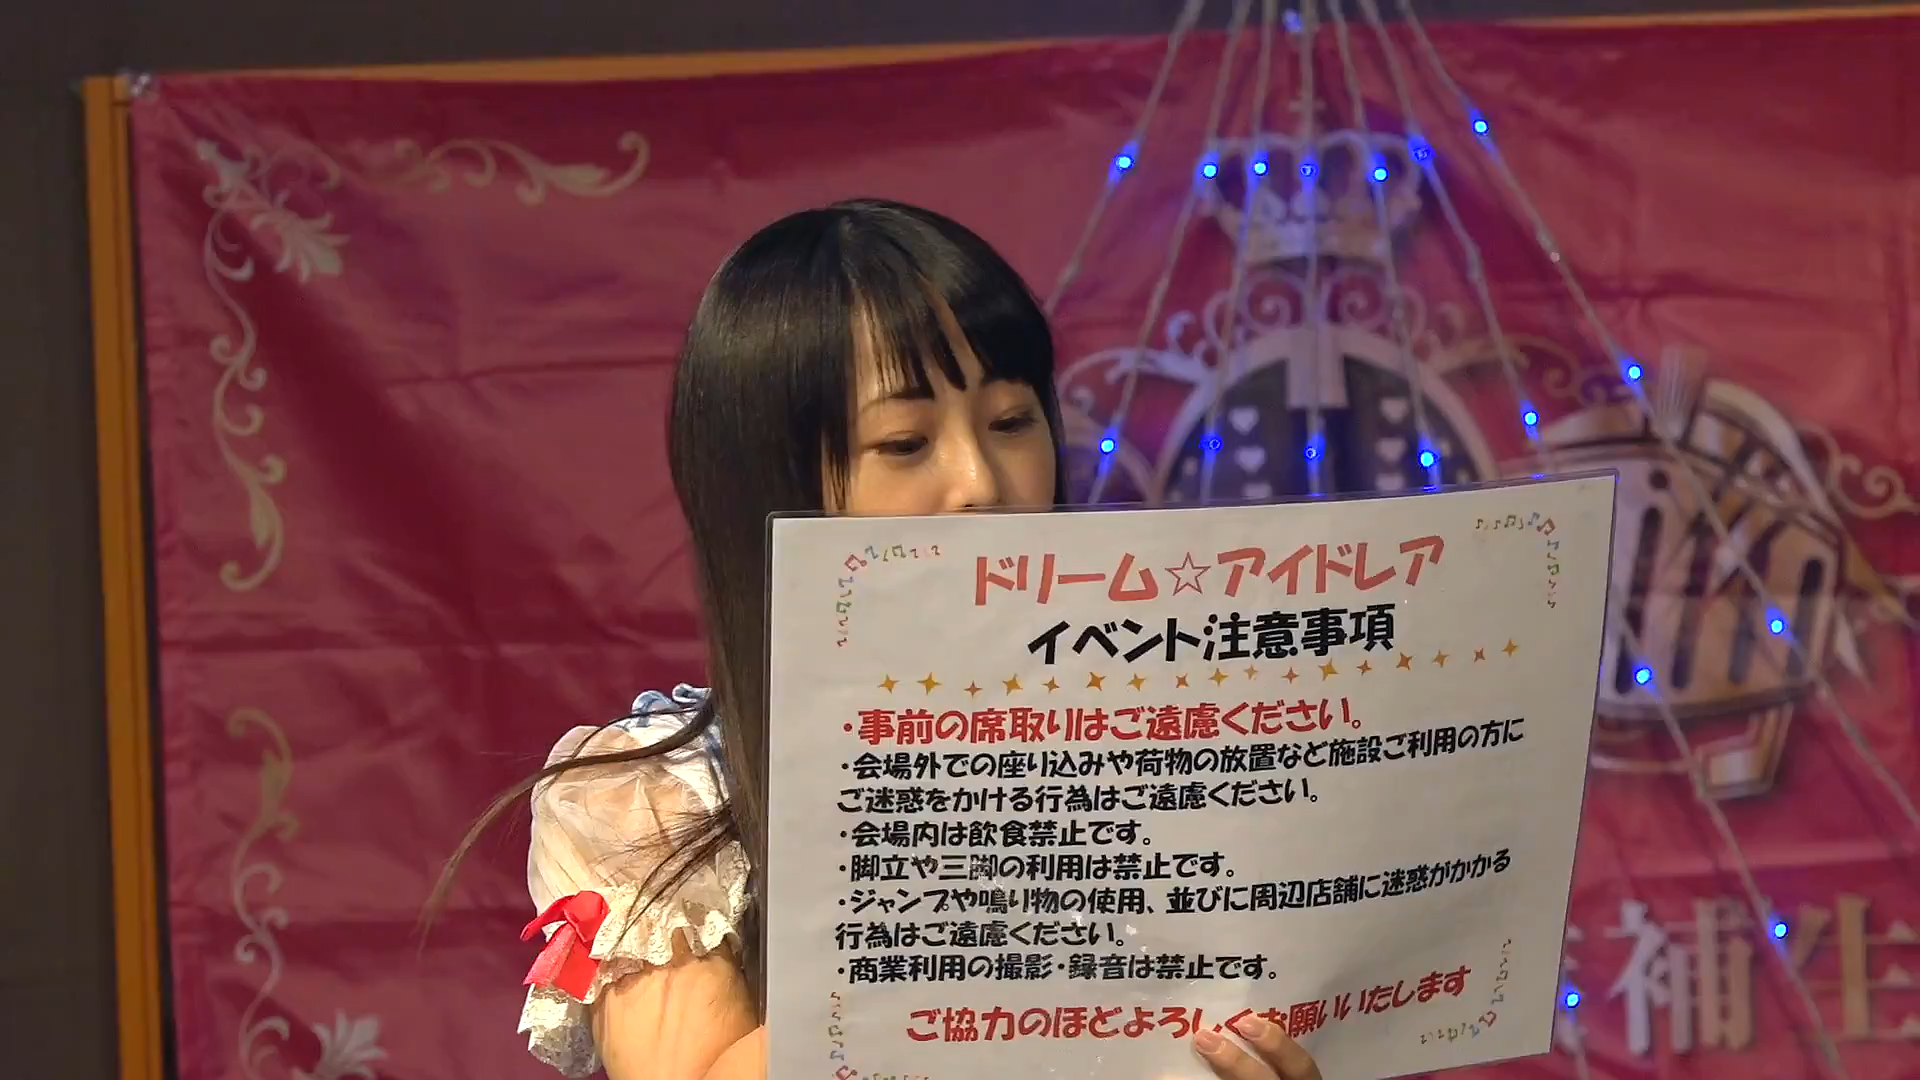 ドリーム☆アイドレア
イベント注意事項
・事前の席取りはご遠慮ください。
・会場外での座り込みや荷物の放置など施設ご利用の方に
ご迷惑をかける行為はご遠慮ください。
・会場内は飲食禁止です。
・脚立や三脚の利用は禁止です。
・ジャンプや鳴り物の使用、並びに周辺店舗に迷惑がかかる
行為はご遠慮ください。
・商業利用の撮影・録音は禁止です。
ご協力のほどよろしくお願いいたします
補生